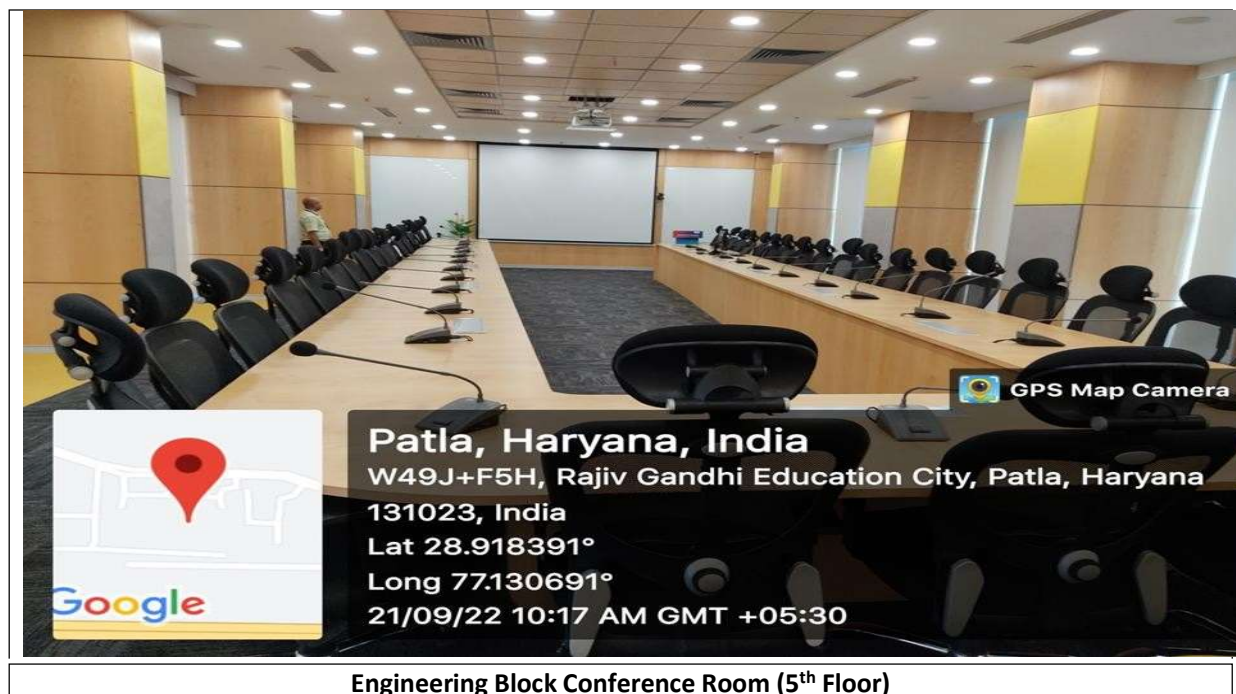 GPS Map Camera
Patla, Haryana, India
W49J+F5H, Rajiv Gandhi Education City, Patla, Haryana
131023, India
Lat 28.918391°
Long 77.130691°
21/09/22 10:17 AM GMT +05:30
Google
Engineering Block Conference Room (5th Floor)